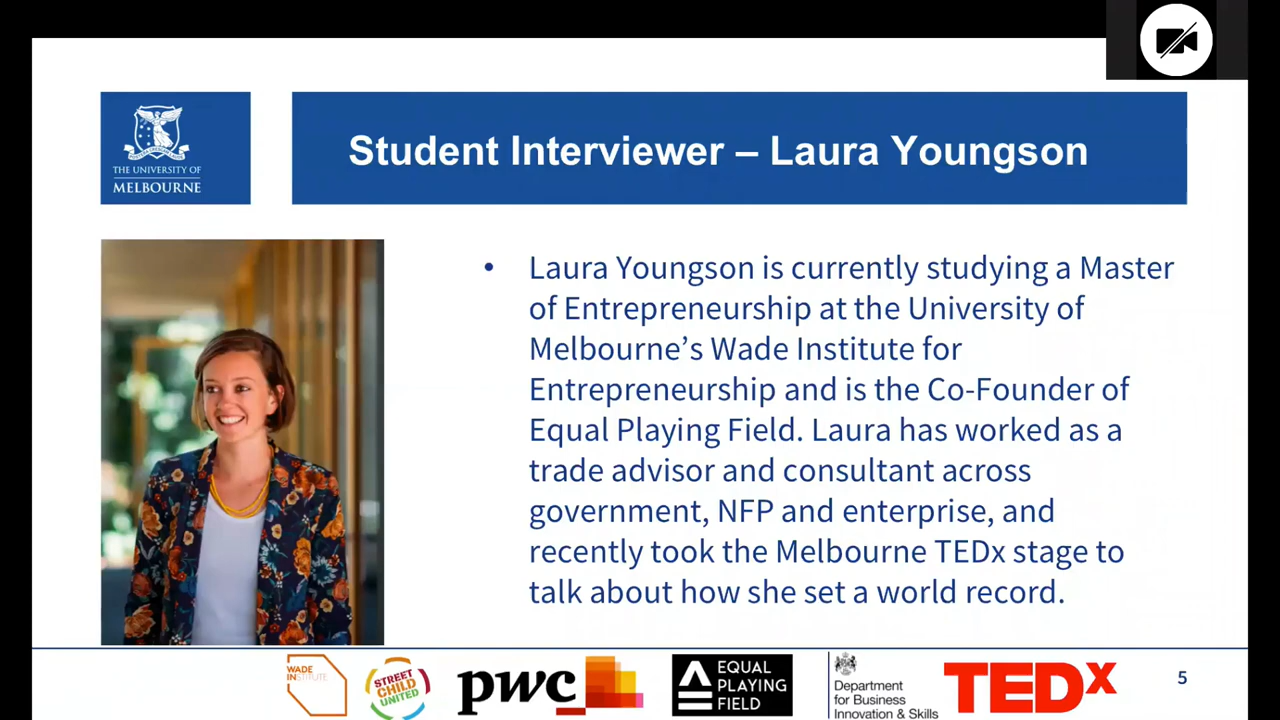 THE UNIVERSITY OF
MELBOURNE
Student Interviewer – Laura Youngson
• Laura Youngson is currently studying a Master
of Entrepreneurship at the University of
Melbourne’s Wade Institute for
Entrepreneurship and is the Co-Founder of
Equal Playing Field. Laura has worked as a
trade advisor and consultant across
government, NFP and enterprise, and
recently took the Melbourne TEDx stage to
talk about how she set a world record.
WADE
INSTITUTE
STREET
CHILD
UNITED
pwc
EQUAL
PLAYING
FIELD
Department
for Business
Innovation & Skills
TEDx
5